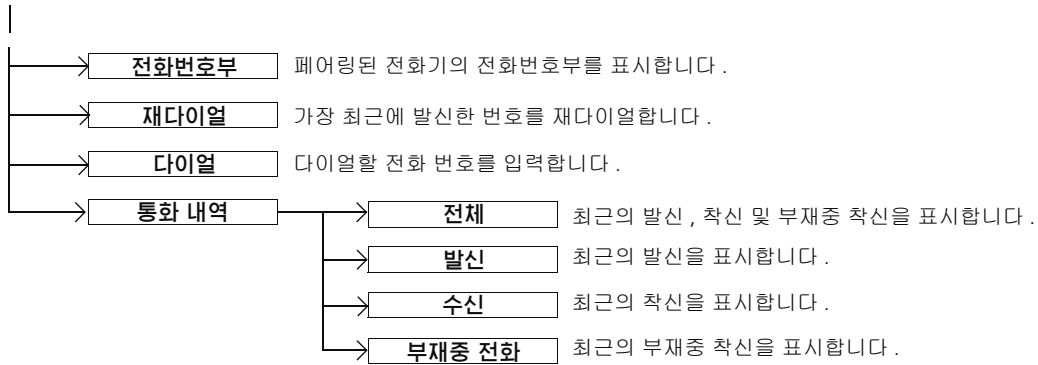 전화번호부 페어링된 전화기의 전화번호부를 표시합니다 .
재다이얼 가장 최근에 발신한 번호를 재다이얼합니다 .
다이얼 다이얼할 전화 번호를 입력합니다 .
통화 내역 전체 최근의 발신 , 착신 및 부재중 착신을 표시합니다 .
발신 최근의 발신을 표시합니다 .
수신 최근의 착신을 표시합니다 .
부재중 전화 최근의 부재중 착신을 표시합니다 .